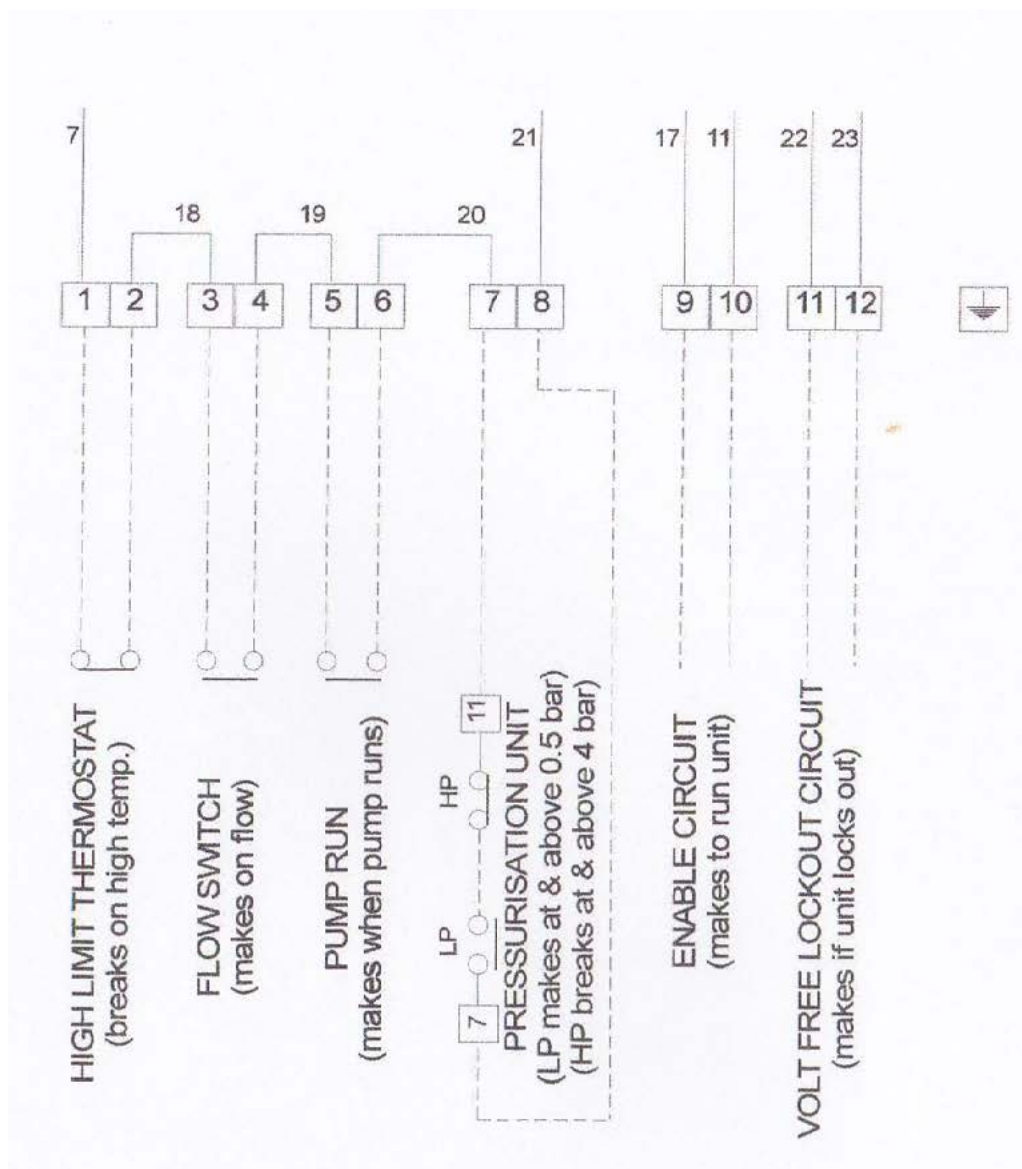 7
21
17
11
22
23
18
19
20
1
2
3
4
5
6
7
8
9
10
11
12
HIGH LIMIT THERMOSTAT
(breaks on high temp.)
FLOW SWITCH
(makes on flow)
PUMP RUN
(makes when pump runs)
7
LP
HP
11
PRESSURISATION UNIT
(LP makes at & above 0.5 bar)
(HP breaks at & above 4 bar)
ENABLE CIRCUIT
(makes to run unit)
VOLT FREE LOCKOUT CIRCUIT
(makes if unit locks out)